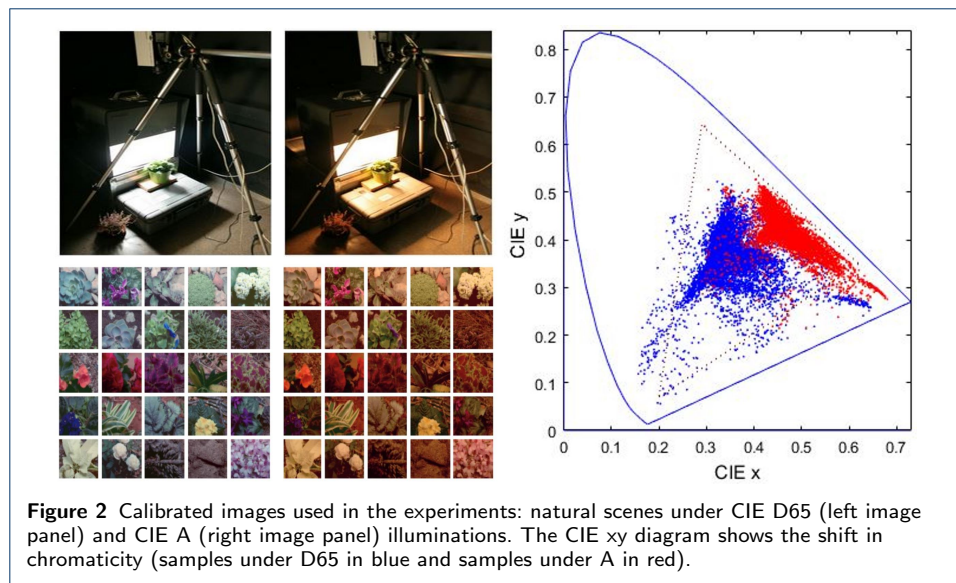 0.8
0.7
0.6
0.5
0.4
0.3
0.2
0.1
0
CIE y
0 0.1 0.2 0.3 0.4 0.5 0.6 0.7
CIE x
Figure 2 Calibrated images used in the experiments: natural scenes under CIE D65 (left image
panel) and CIE A (right image panel) illuminations. The CIE xy diagram shows the shift in
chromaticity (samples under D65 in blue and samples under A in red).